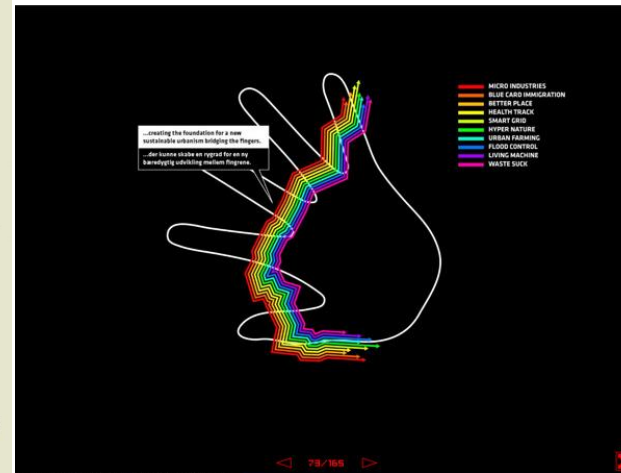 ...creating the foundation for a new
sustainable urbanism bridging the fingers.
...der kunne skabe en rygrad for en ny
bæredygtig udvikling mellem fingrene.
MICRO INDUSTRIES
BLUE CARD IMMIGRATION
BETTER PLACE
HEALTH TRACK
SMART GRID
HYPER NATURE
URBAN FARMING
FLOOD CONTROL
LIVING MACHINE
WASTE SUCK
79/165